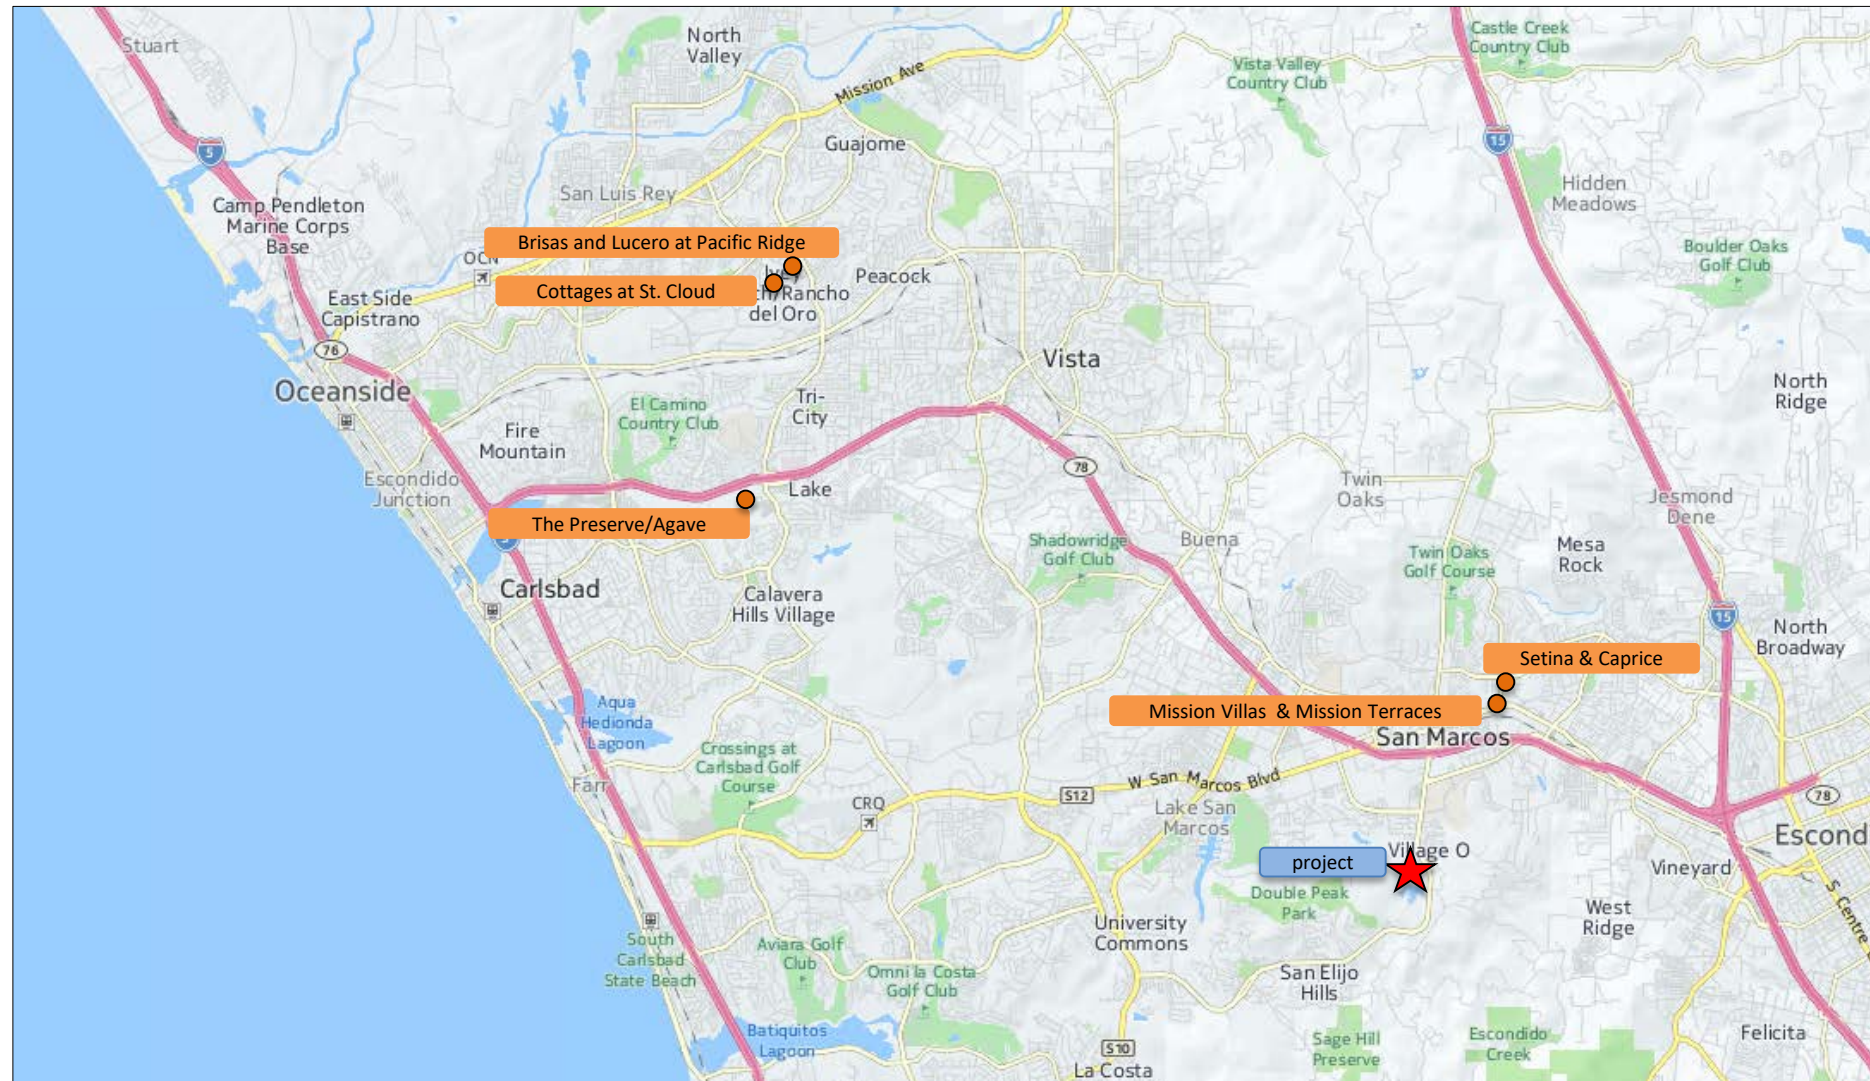 Stuart
North
Valley
Castle Creek
Country Club
Vista Valley
Country Club
Mission Ave
5
Guajome
15
Hidden
Meadows
San Luis Rey
Camp Pendleton
Marine Corps
Base
Brisas and Lucero at Pacific Ridge
Boulder Oaks
Golf Club
OCN
Peacock
Cottages at St. Cloud
/Rancho
del Oro
East Side
Capistrano
76
Vista
Oceanside
Tri-
City
North
Ridge
El Camino
Country Club
Fire
Mountain
78
Escondido
Junction
Lake
Twin
Oaks
Jesmond
Dene
The Preserve/Agave
5
Shadowridge
Golf Club
Buena
Twin Oaks
Golf Course
Mesa
Rock
Carlsbad
Calavera
Hills Village
15
North
Broadway
Setina & Caprice
Mission Villas & Mission Terraces
Aqua
Hedionda
Lagoon
San Marcos
Crossings at
Carlsbad Golf
Course
Farr
W San Marcos Blvd
S12
CRQ
Lake San
Marcos
78
Escond
project
Village O
Vineyard
Double Peak
Park
S Centre
West
Ridge
University
Commons
South
Carlsbad
State Beach
Aviara Golf
Club
Omni la Costa
Golf Club
San Elijo
Hills
Batiquitos
Lagoon
S10
La Costa
Sage Hill
Preserve
Escondido
Creek
Felicita